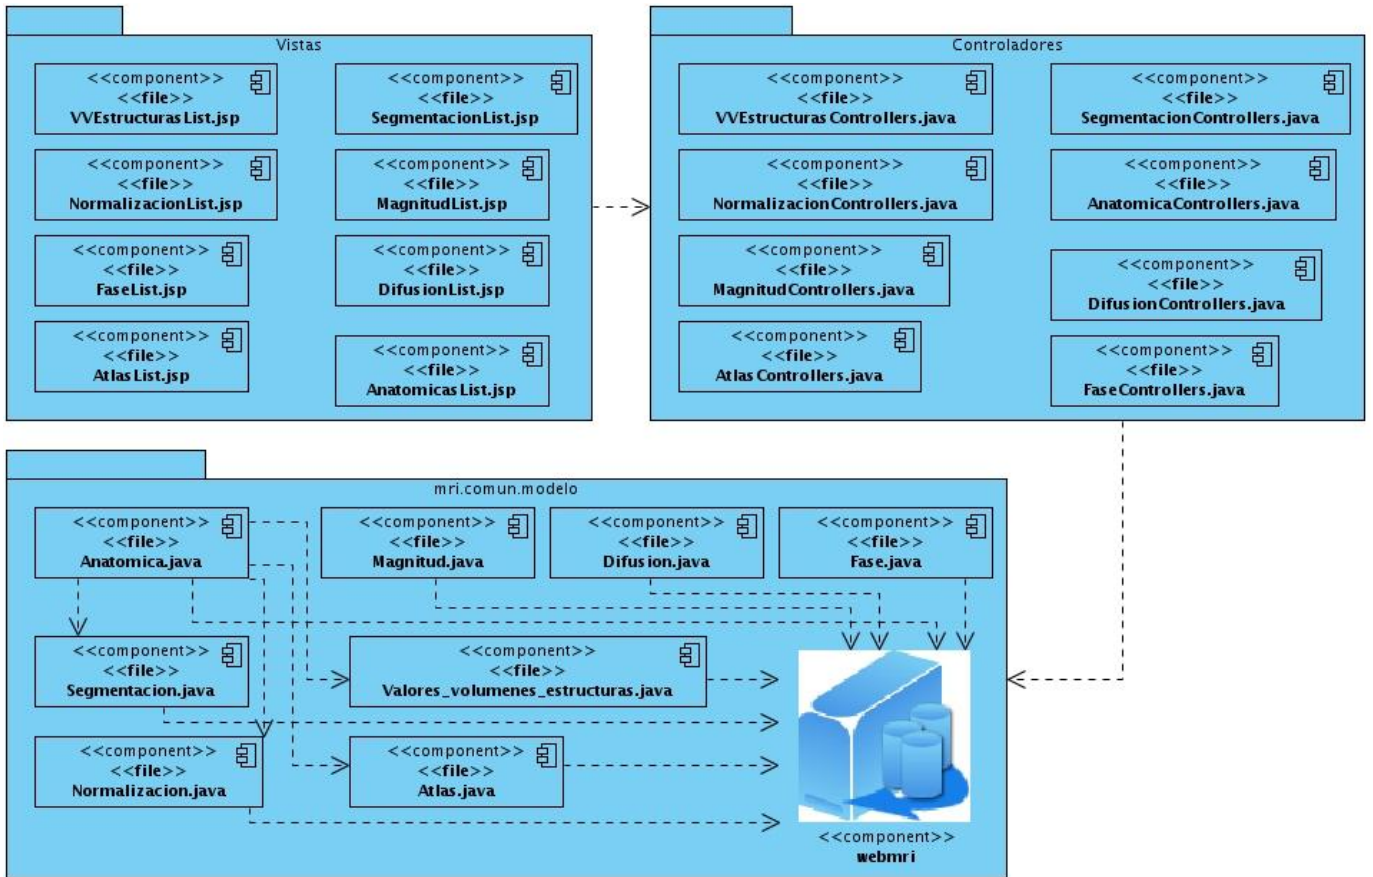 Vistas
<<component>>
<<file>>
VVEstructurasList.jsp
<<component>>
<<file>>
SegmentacionList.jsp
<<component>>
<<file>>
NormalizacionList.jsp
<<component>>
<<file>>
MagnitudList.jsp
<<component>>
<<file>>
FaseList.jsp
<<component>>
<<file>>
DifusionList.jsp
<<component>>
<<file>>
AtlasList.jsp
<<component>>
<<file>>
AnatomicasList.jsp
Controladores
<<component>>
<<file>>
VVEstructurasControllers.java
<<component>>
<<file>>
SegmentacionControllers.java
<<component>>
<<file>>
NormalizacionControllers.java
<<component>>
<<file>>
AnatomicaControllers.java
<<component>>
<<file>>
MagnitudControllers.java
<<component>>
<<file>>
DifusionControllers.java
<<component>>
<<file>>
AtlasControllers.java
<<component>>
<<file>>
FaseControllers.java
mri.comun.modelo
<<component>>
<<file>>
Anatomica.java
<<component>>
<<file>>
Magnitud.java
<<component>>
<<file>>
Difusion.java
<<component>>
<<file>>
Fase.java
<<component>>
<<file>>
Segmentacion.java
<<component>>
<<file>>
Valores_volumenes_estructuras.java
<<component>>
<<file>>
Normalizacion.java
<<component>>
<<file>>
Atlas.java
<<component>>
webmri